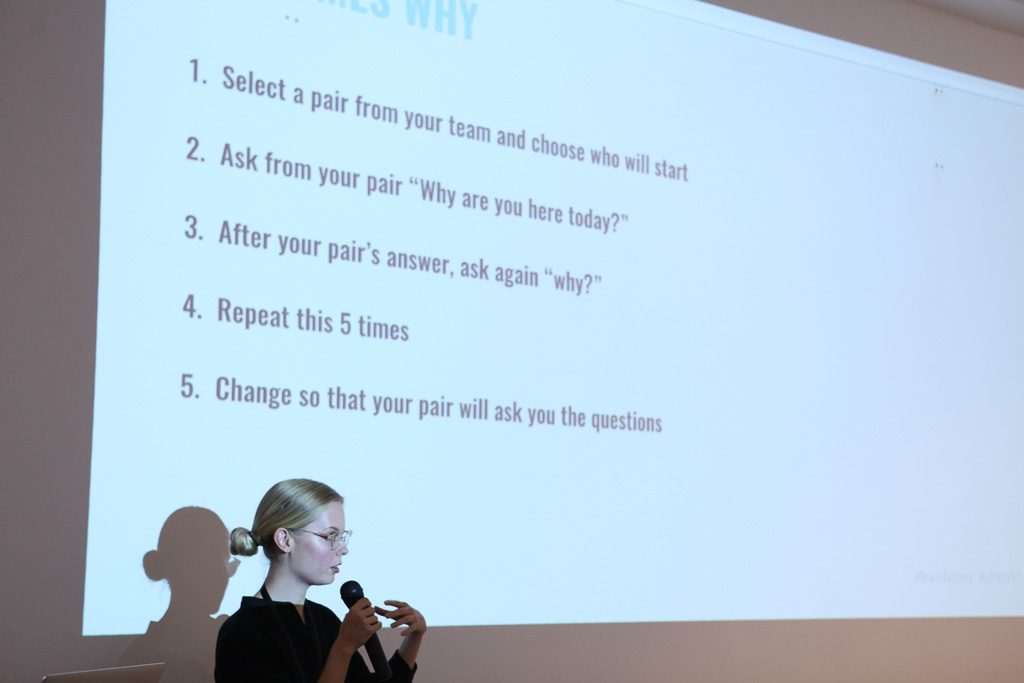 WHY
1. Select a pair from your team and choose who will start
2. Ask from your pair “Why are you here today?”
3. After your pair’s answer, ask again “why?”
4. Repeat this 5 times
5. Change so that your pair will ask you the questions